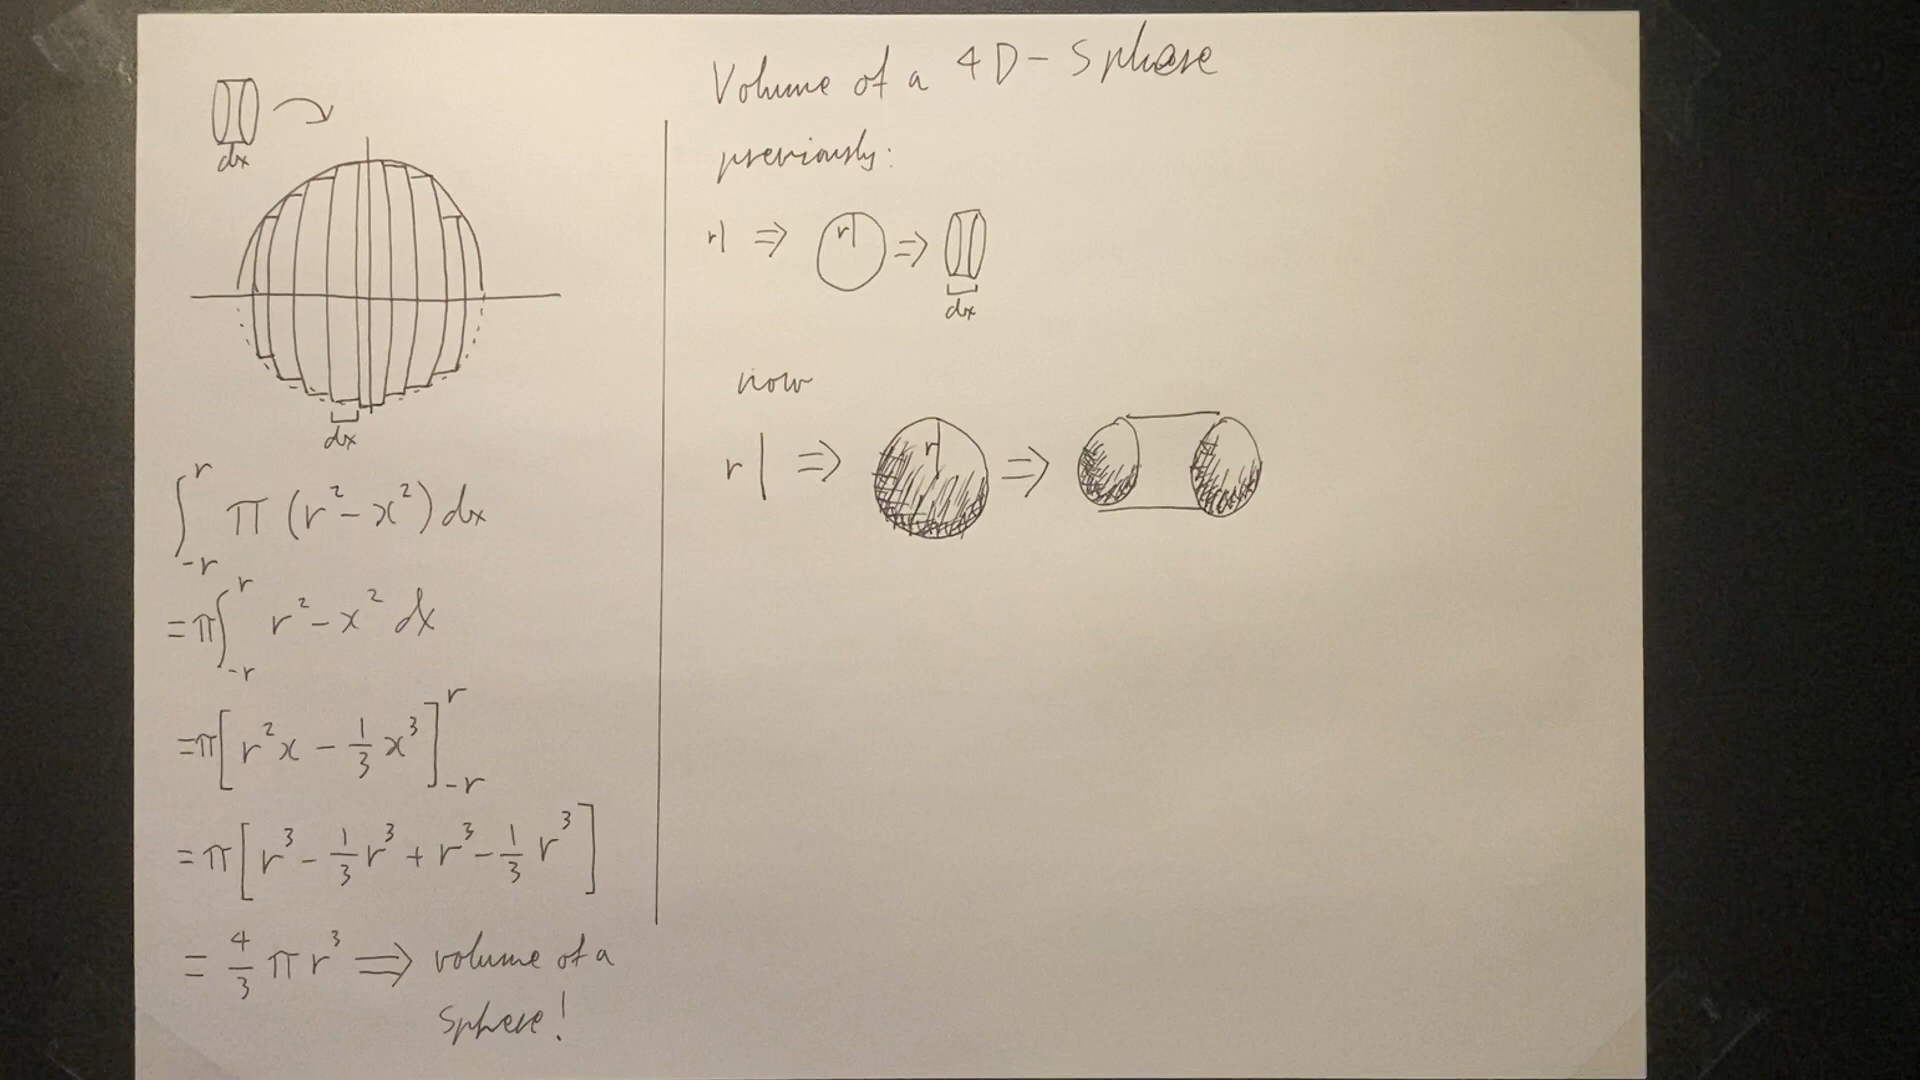 dx
dx
∫_{-r}^{r} π (r² - x²) dx
= π ∫_{-r}^{r} r² - x² dx
= π [ r²x - 1/3 x³ ]_{-r}^{r}
= π [ r³ - 1/3 r³ + r³ - 1/3 r³ ]
= 4/3 π r³ ⇒ volume of a
sphere!
Volume of a 4D - Sphere
previously:
r| ⇒ r| ⇒
dx
now
r| ⇒ r| ⇒